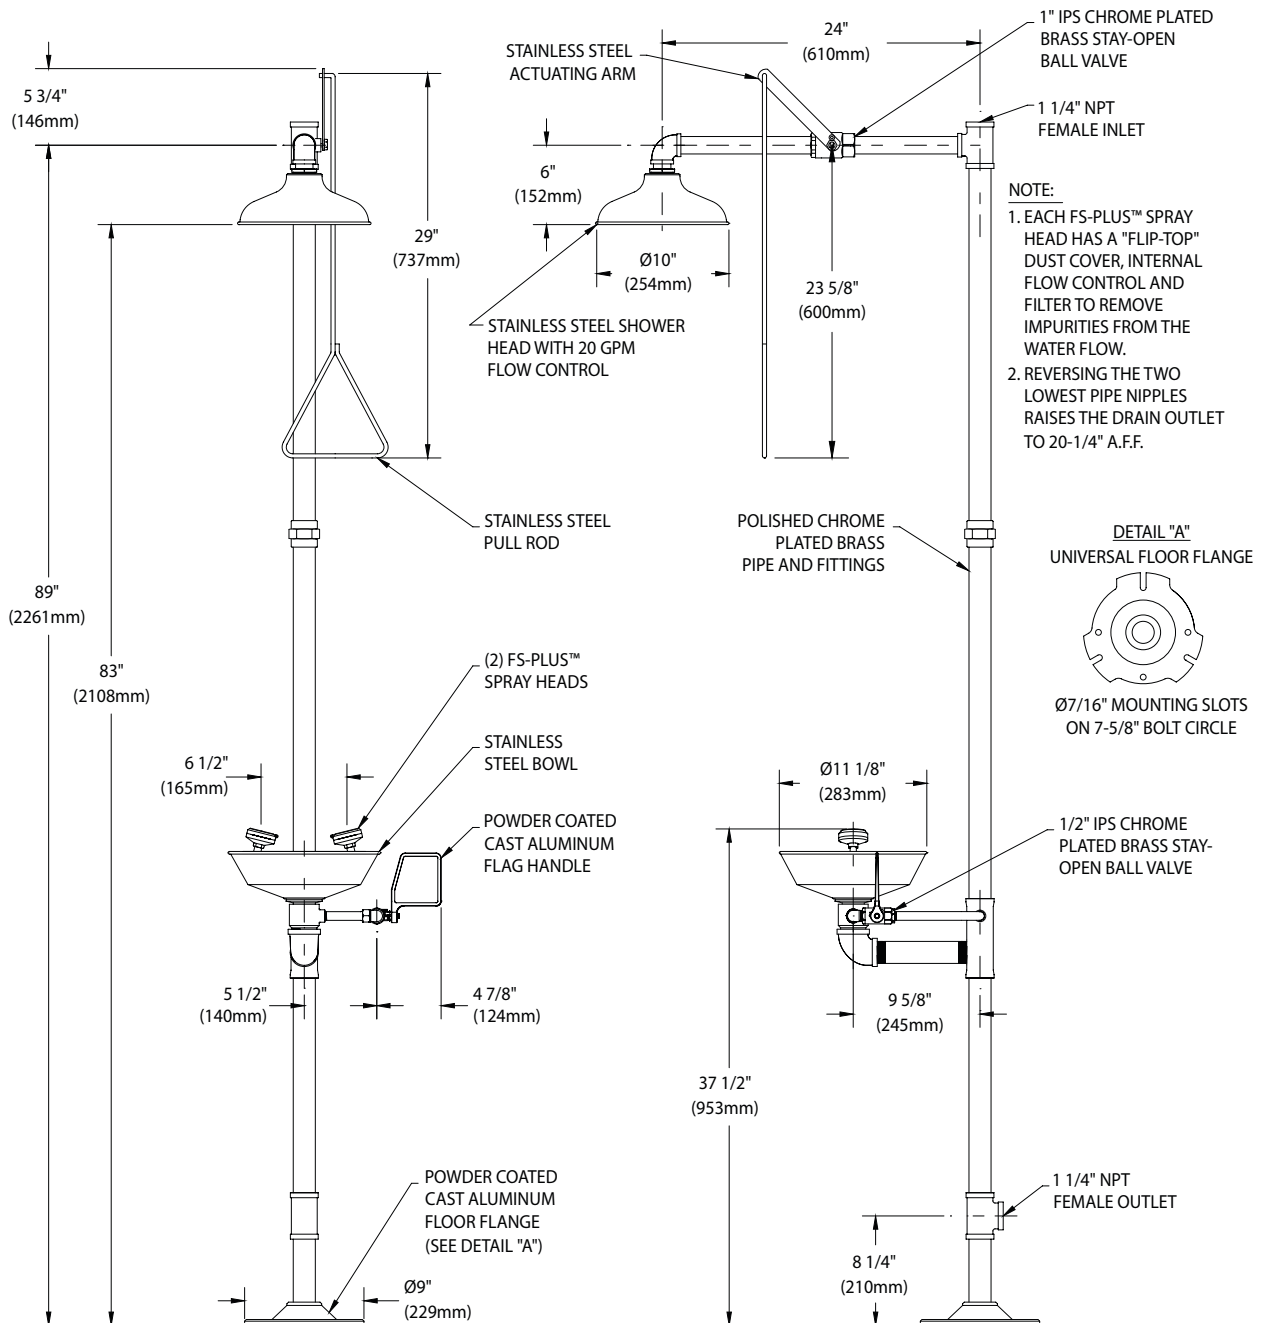 5 3/4"
(146mm)
89"
(2261mm)
83"
(2108mm)
29"
(737mm)
STAINLESS STEEL
ACTUATING ARM
24"
(610mm)
1" IPS CHROME PLATED
BRASS STAY-OPEN
BALL VALVE
1 1/4" NPT
FEMALE INLET
6"
(152mm)
Ø10"
(254mm)
23 5/8"
(600mm)
STAINLESS STEEL SHOWER
HEAD WITH 20 GPM
FLOW CONTROL
NOTE:
1. EACH FS-PLUS™ SPRAY
HEAD HAS A "FLIP-TOP"
DUST COVER, INTERNAL
FLOW CONTROL AND
FILTER TO REMOVE
IMPURITIES FROM THE
WATER FLOW.
2. REVERSING THE TWO
LOWEST PIPE NIPPLES
RAISES THE DRAIN OUTLET
TO 20-1/4" A.F.F.
STAINLESS STEEL
PULL ROD
POLISHED CHROME
PLATED BRASS
PIPE AND FITTINGS
DETAIL "A"
UNIVERSAL FLOOR FLANGE
Ø7/16" MOUNTING SLOTS
ON 7-5/8" BOLT CIRCLE
(2) FS-PLUS™
SPRAY HEADS
6 1/2"
(165mm)
STAINLESS
STEEL BOWL
POWDER COATED
CAST ALUMINUM
FLAG HANDLE
Ø11 1/8"
(283mm)
1/2" IPS CHROME
PLATED BRASS STAY-
OPEN BALL VALVE
5 1/2"
(140mm)
4 7/8"
(124mm)
9 5/8"
(245mm)
37 1/2"
(953mm)
POWDER COATED
CAST ALUMINUM
FLOOR FLANGE
(SEE DETAIL "A")
Ø9"
(229mm)
1 1/4" NPT
FEMALE OUTLET
8 1/4"
(210mm)